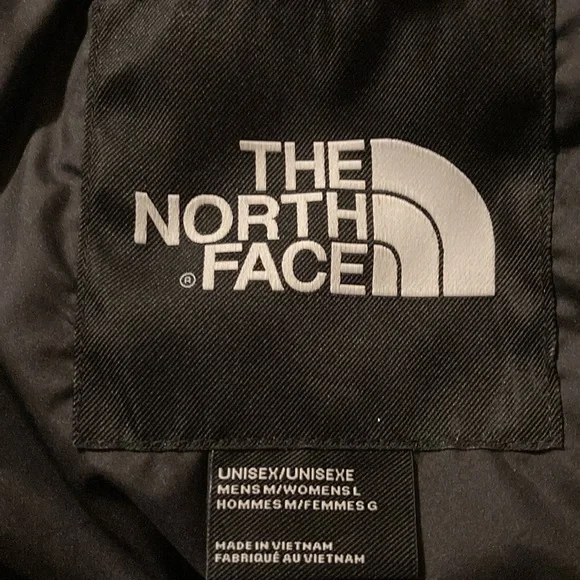 THE
NORTH
® FACE
UNISEX/UNISEXE
MENS M/WOMENS L
HOMMES M/FEMMES G
MADE IN VIETNAM
FABRIQUÉ AU VIETNAM